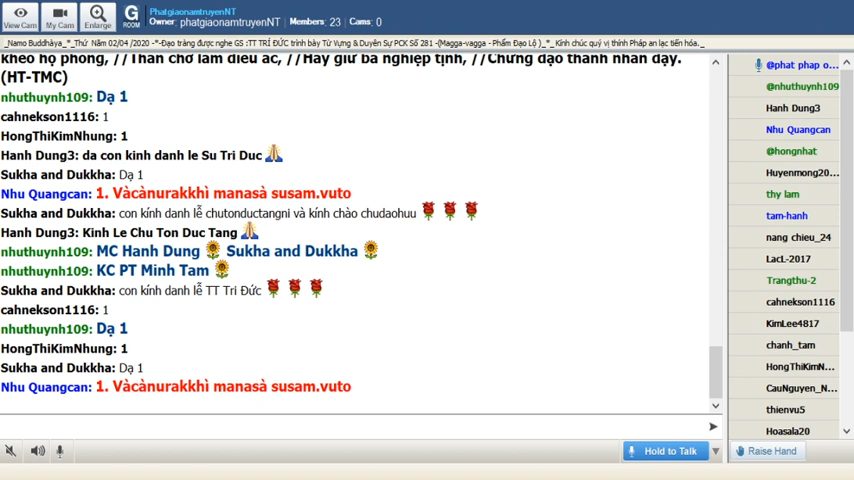 View Cam
My Cam
Enlarge
G
ROOM
PhatgiaonamtruyenNT
Owner: phatgiaonamtruyenNT | Members: 23 | Cams: 0
_Namo Buddhàya_*_Thứ Năm 02/04 /2020 -*-Đạo tràng được nghe GS :TT TRÍ ĐỨC trình bày Từ Vựng & Duyên Sự PCK Số 281 -(Magga-vagga - Phẩm Đạo Lộ )_*_ Kính chúc quý vị thính Pháp an lạc tiến hóa._
khéo hộ phòng, //Thân chớ làm điều ác, //Hãy giữ ba nghiệp tịnh, //Chứng đạo thánh nhân dạy.
(HT-TMC)
nhuthuynh109: Dạ 1
cahnekson1116: 1
HongThiKimNhung: 1
Hanh Dung3: da con kinh danh le Su Tri Duc
Sukha and Dukkha: Dạ 1
Nhu Quangcan: 1. Vàcànurakkhì manasà susam.vuto
Sukha and Dukkha: con kính danh lễ chutonductangni và kính chào chudaohuu
Hanh Dung3: Kinh Le Chu Ton Duc Tang
nhuthuynh109: MC Hanh Dung Sukha and Dukkha
nhuthuynh109: KC PT Minh Tam
Sukha and Dukkha: con kính danh lễ TT Tri Đức
cahnekson1116: 1
nhuthuynh109: Dạ 1
HongThiKimNhung: 1
Sukha and Dukkha: Dạ 1
Nhu Quangcan: 1. Vàcànurakkhì manasà susam.vuto
Hold to Talk
@phat phap o...
@nhuthuynh109
Hanh Dung3
Nhu Quangcan
@hongnhat
Huyenmong20...
thy lam
tam-hanh
nang chieu_24
LacL-2017
Trangthu-2
cahnekson1116
KimLee4817
chanh_tam
HongThiKimN...
CauNguyen_N...
thienvu5
Hoasala20
Raise Hand